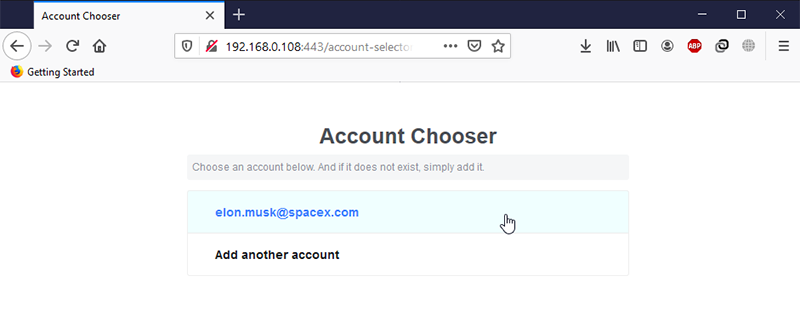 Account Chooser
192.168.0.108:443/account-selecto
ABP
Getting Started
Account Chooser
Choose an account below. And if it does not exist, simply add it.
elon.musk@spacex.com
Add another account